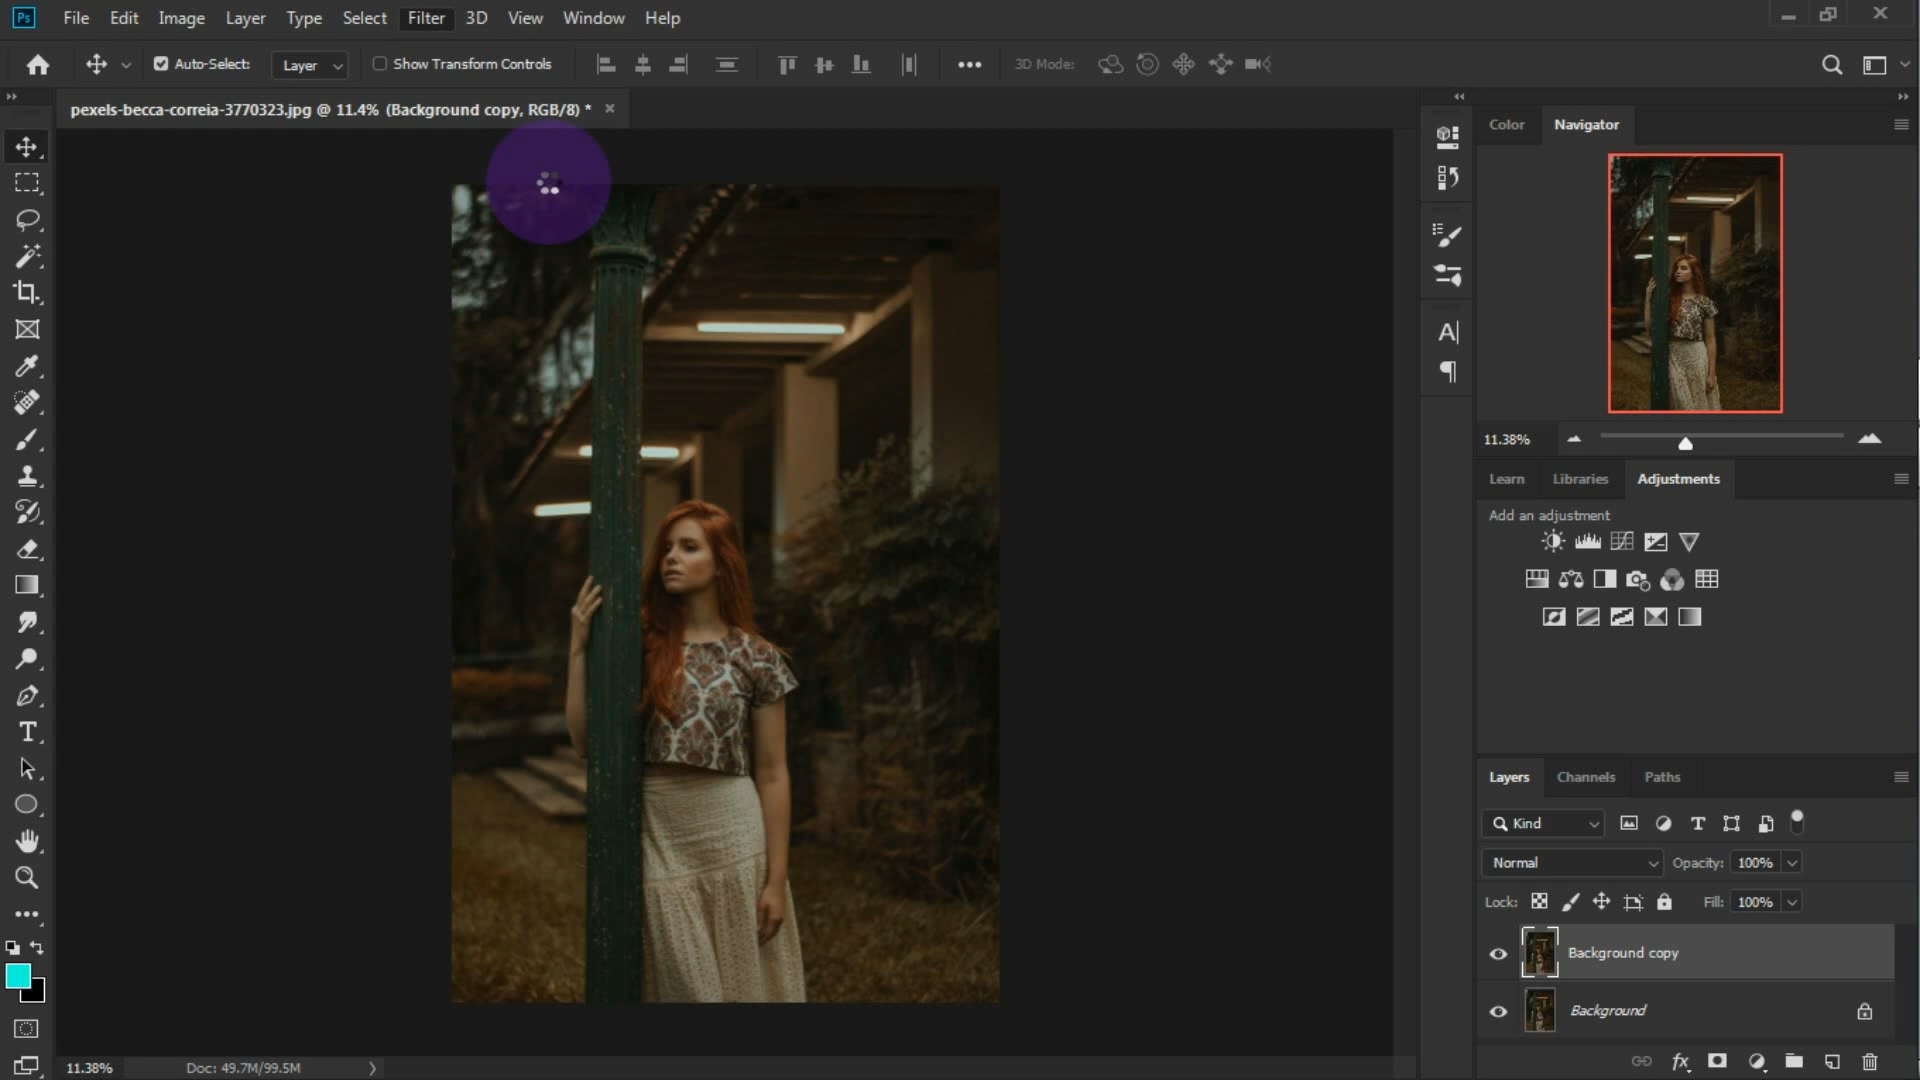 Ps File Edit Image Layer Type Select Filter 3D View Window Help
Auto-Select: Layer Show Transform Controls 3D Mode:
pexels-becca-correia-3770323.jpg @ 11.4% (Background copy, RGB/8) *
Color Navigator
11.38%
Learn Libraries Adjustments
Add an adjustment
Layers Channels Paths
Kind
Normal Opacity: 100%
Lock: Fill: 100%
Background copy
Background
11.38% Doc: 49.7M/99.5M